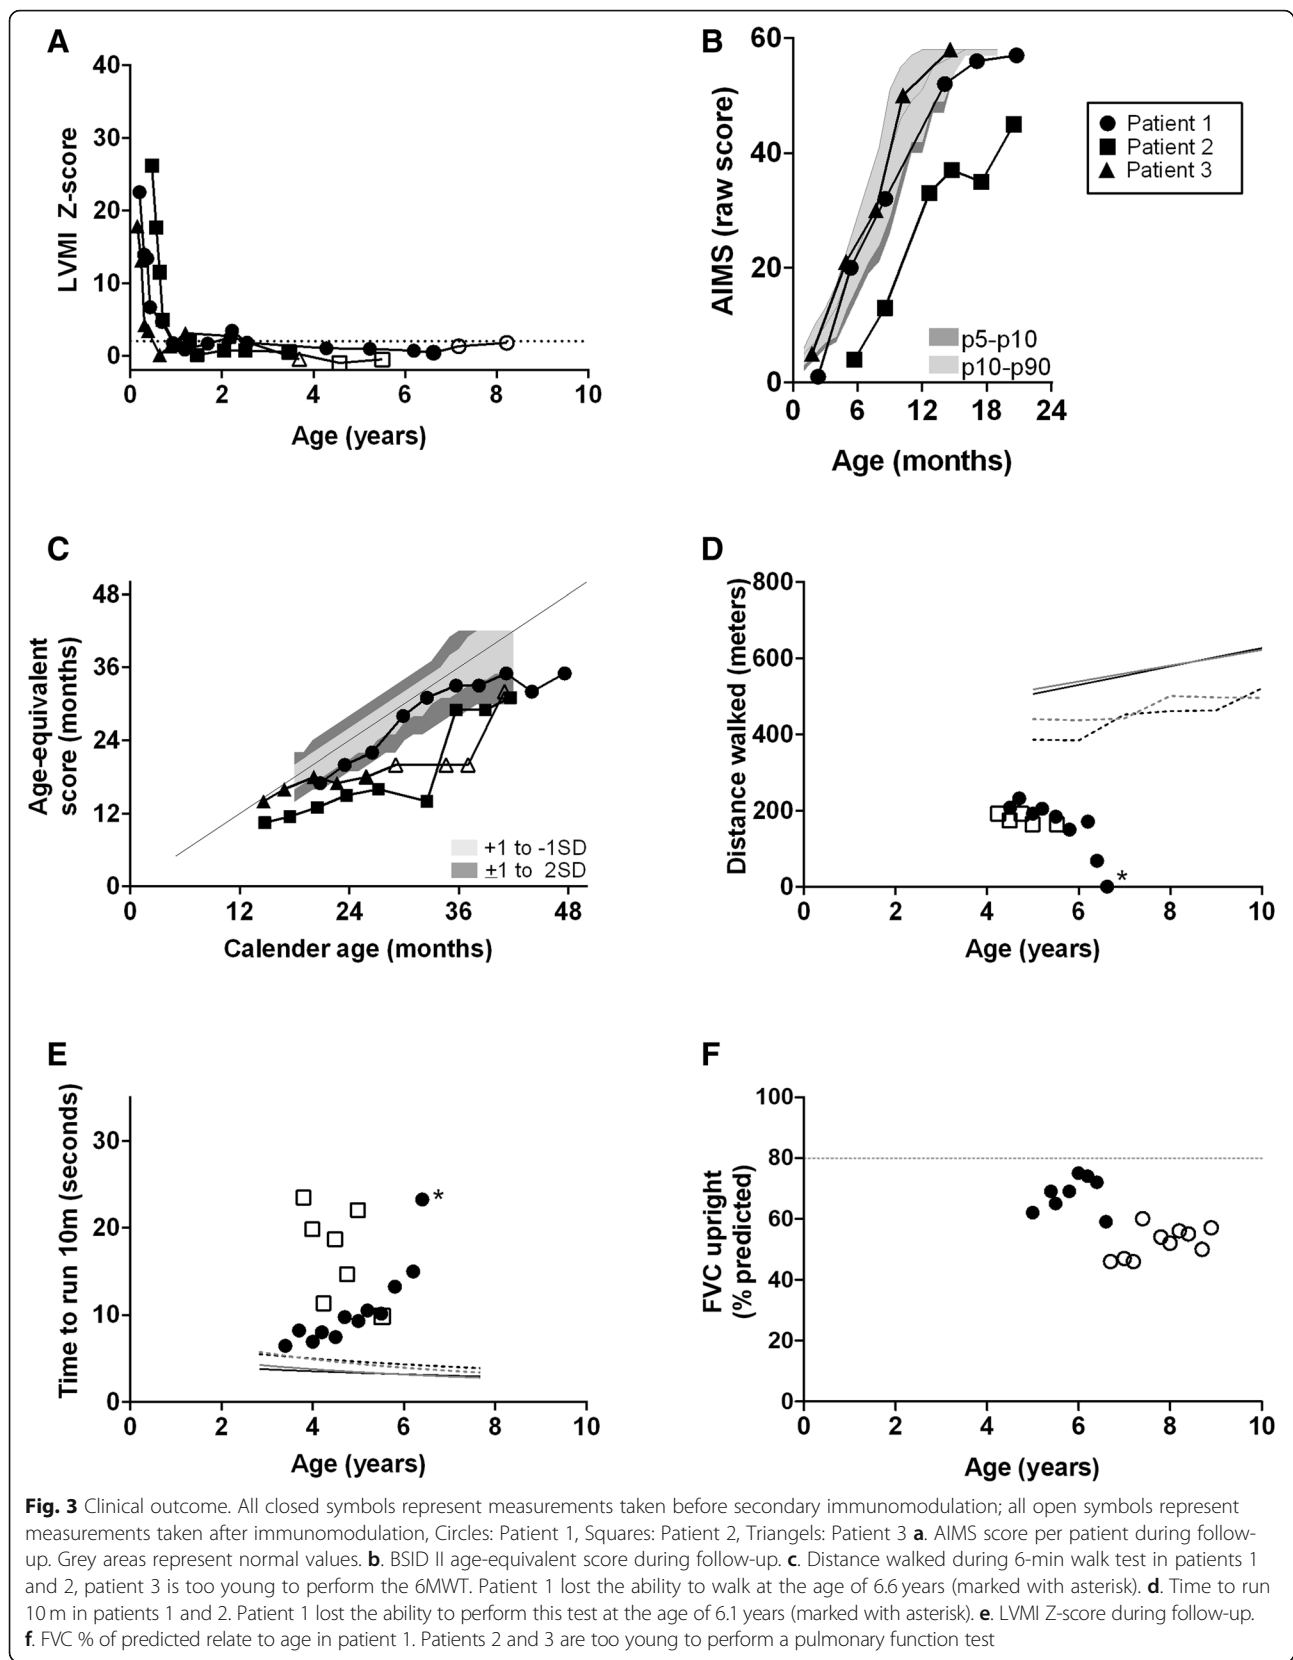 A
B
40
30
20
10
0
LVMI Z-score
0 2 4 6 8 10
Age (years)
60
40
20
0
AIMS (raw score)
p5-p10
p10-p90
0 6 12 18 24
Age (months)
Patient 1
Patient 2
Patient 3
C
D
48
36
24
12
0
Age-equivalent
score (months)
+1 to -1SD
±1 to 2SD
0 12 24 36 48
Calender age (months)
800
600
400
200
0
Distance walked (meters)
*
0 2 4 6 8 10
Age (years)
E
F
30
20
10
0
Time to run 10m (seconds)
*
0 2 4 6 8 10
Age (years)
100
80
60
40
20
0
FVC upright
(% predicted)
0 2 4 6 8 10
Age (years)
Fig. 3 Clinical outcome. All closed symbols represent measurements taken before secondary immunomodulation; all open symbols represent
measurements taken after immunomodulation, Circles: Patient 1, Squares: Patient 2, Triangels: Patient 3 a. AIMS score per patient during follow-
up. Grey areas represent normal values. b. BSID II age-equivalent score during follow-up. c. Distance walked during 6-min walk test in patients 1
and 2, patient 3 is too young to perform the 6MWT. Patient 1 lost the ability to walk at the age of 6.6 years (marked with asterisk). d. Time to run
10 m in patients 1 and 2. Patient 1 lost the ability to perform this test at the age of 6.1 years (marked with asterisk). e. LVMI Z-score during follow-up.
f. FVC % of predicted relate to age in patient 1. Patients 2 and 3 are too young to perform a pulmonary function test